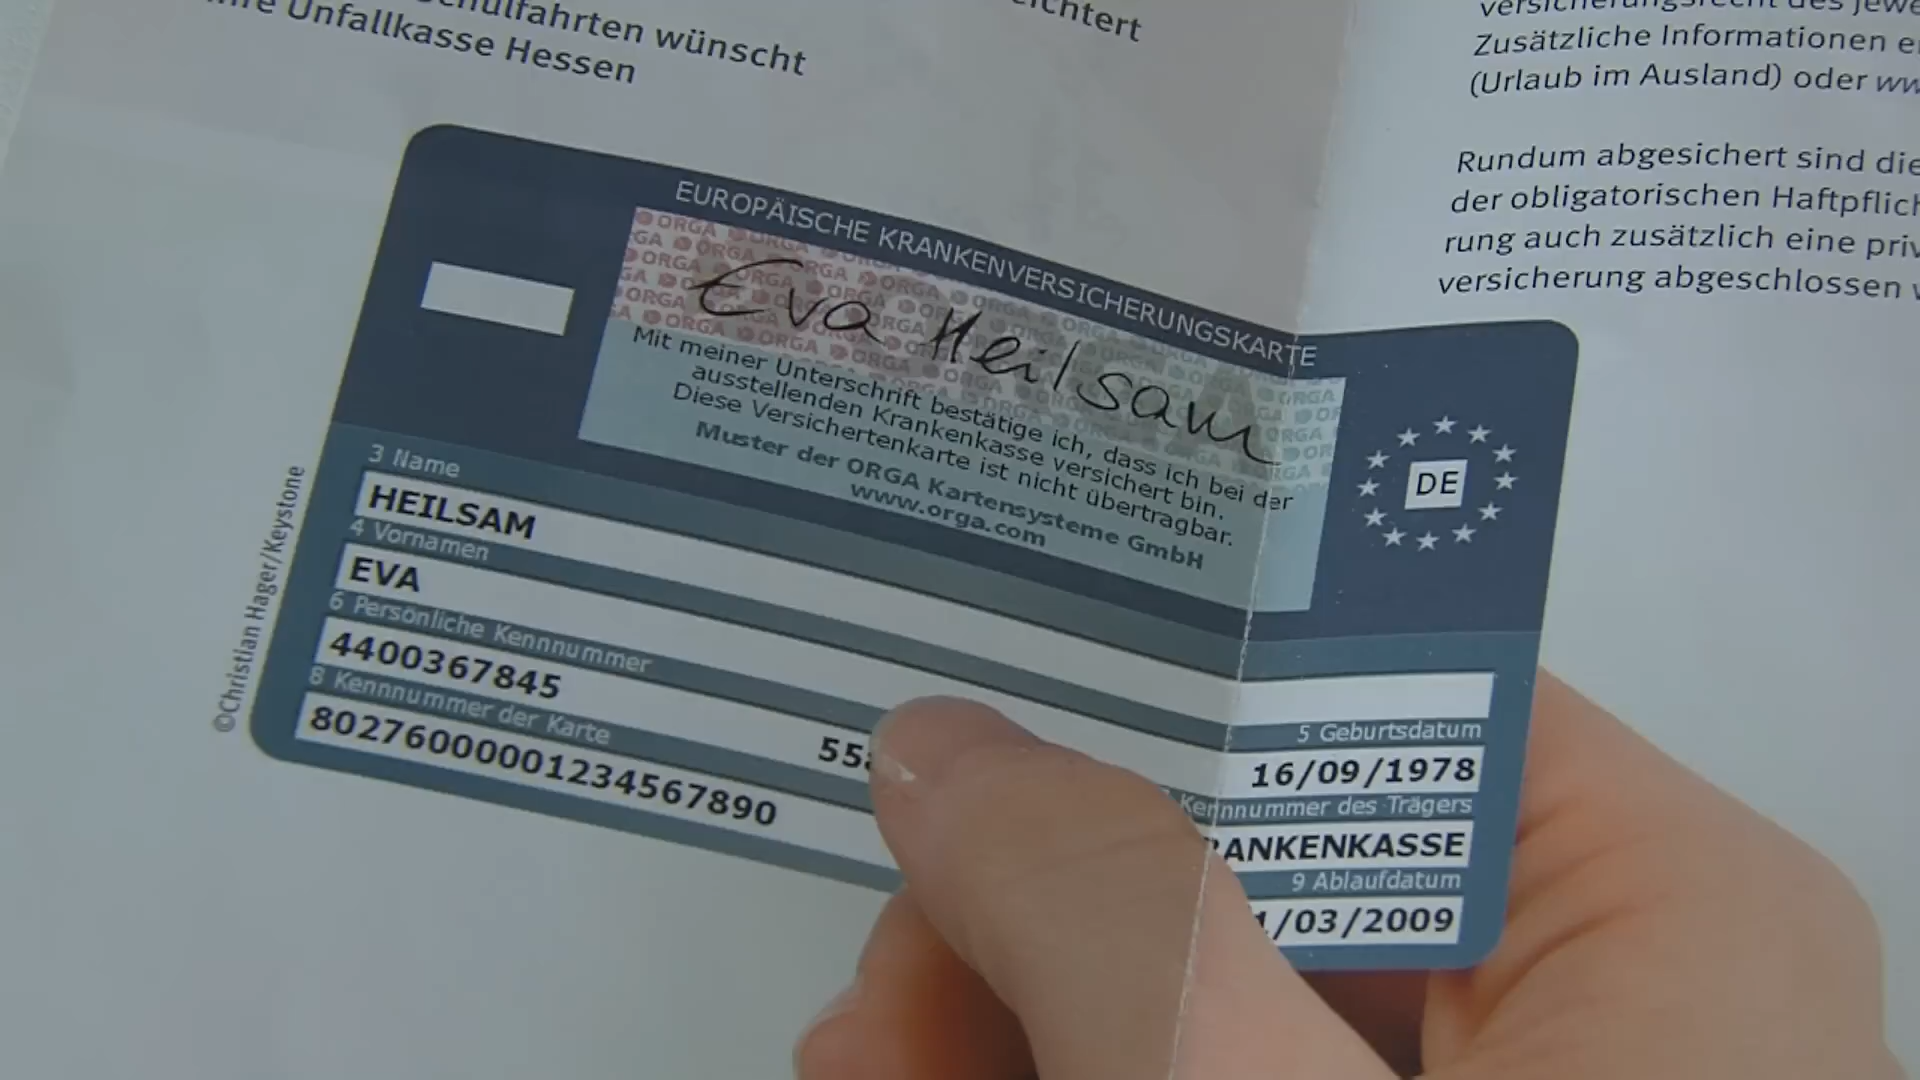 Schulfahrten wünscht
Ihre Unfallkasse Hessen
Zusätzliche Informationen
(Urlaub im Ausland) oder
Rundum abgesichert sind die
der obligatorischen Haftpflich
rung auch zusätzlich eine priv
versicherung abgeschlossen
EUROPÄISCHE KRANKENVERSICHERUNGSKARTE
Eva Heilsam
Mit meiner Unterschrift bestätige ich, dass ich bei der
ausstellenden Krankenkasse versichert bin.
Diese Versichertenkarte ist nicht übertragbar.
Muster der ORGA Kartensysteme GmbH
www.orga.com
DE
3 Name
HEILSAM
4 Vornamen
EVA
5 Geburtsdatum
16/09/1978
6 Persönliche Kennnummer
4400367845
Kennnummer des Trägers
RANKENKASSE
8 Kennnummer der Karte
80276000001234567890
9 Ablaufdatum
1/03/2009
©Christian Hager/Keystone